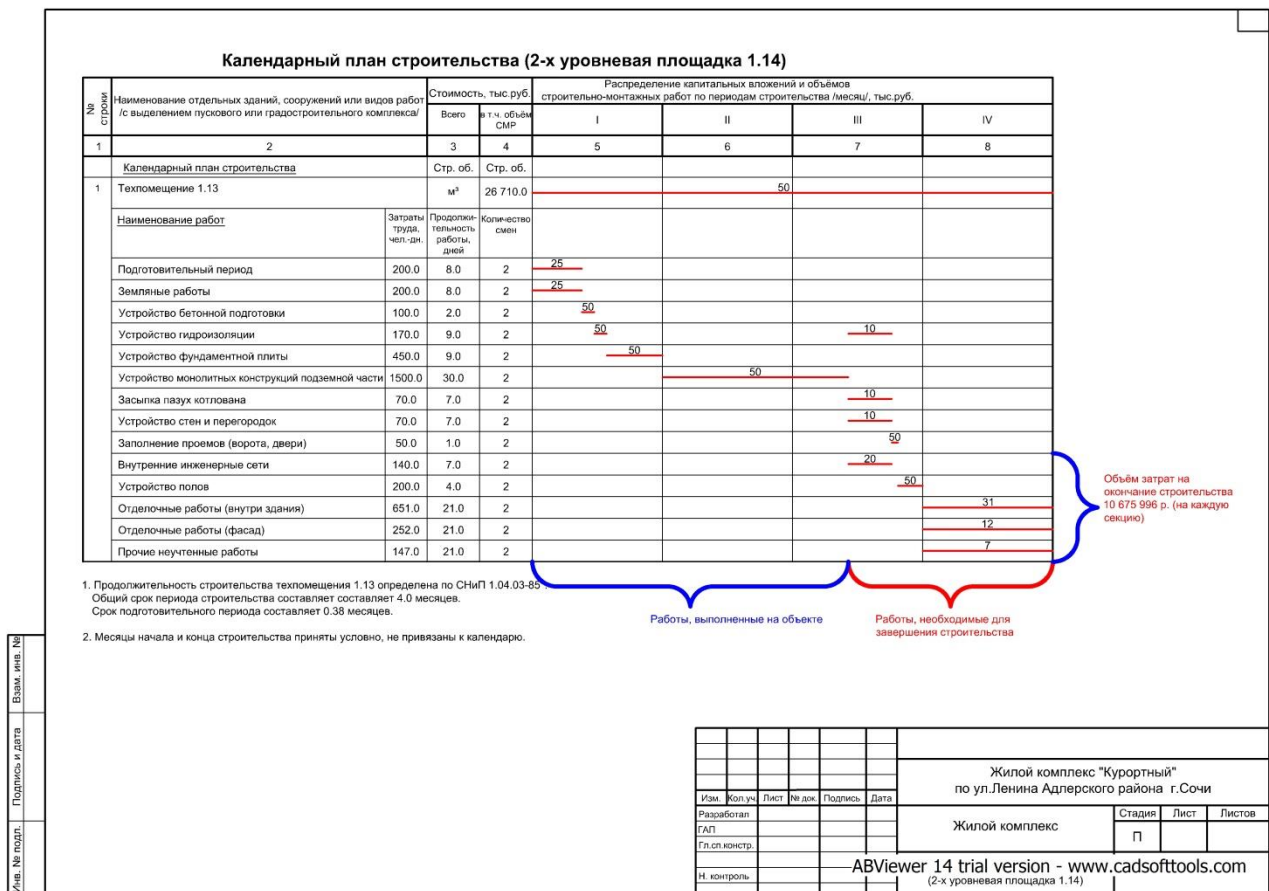 Календарный план строительства (2-х уровневая площадка 1.14)
№ строки
Наименование отдельных зданий, сооружений или видов работ
/с выделением пускового или градостроительного комплекса/
Стоимость, тыс.руб.
Всего
в т.ч. объём
СМР
Распределение капитальных вложений и объёмов
строительно-монтажных работ по периодам строительства /месяц/, тыс.руб.
I II III IV
1 2 3 4 5 6 7 8
Календарный план строительства Стр. об. Стр. об.
1 Техпомещение 1.13 м³ 26 710.0 50
Наименование работ
Затраты
труда,
чел.-дн.
Продолжи-
тельность
работы,
дней
Количество
смен
Подготовительный период 200.0 8.0 2 25
Земляные работы 200.0 8.0 2 25
Устройство бетонной подготовки 100.0 2.0 2 50
Устройство гидроизоляции 170.0 9.0 2 50 10
Устройство фундаментной плиты 450.0 9.0 2 50
Устройство монолитных конструкций подземной части 1500.0 30.0 2 50
Засыпка пазух котлована 70.0 7.0 2 10
Устройство стен и перегородок 70.0 7.0 2 10
Заполнение проемов (ворота, двери) 50.0 1.0 2 50
Внутренние инженерные сети 140.0 7.0 2 20
Устройство полов 200.0 4.0 2 50
Отделочные работы (внутри здания) 651.0 21.0 2 31
Отделочные работы (фасад) 252.0 21.0 2 12
Прочие неучтенные работы 147.0 21.0 2 7
Объём затрат на
окончание строительства
10 675 996 р. (на каждую
секцию)
1. Продолжительность строительства техпомещения 1.13 определена по СНиП 1.04.03-85
Общий срок периода строительства составляет составляет 4.0 месяцев.
Срок подготовительного периода составляет 0.38 месяцев.
2. Месяцы начала и конца строительства приняты условно, не привязаны к календарю.
Работы, выполненные на объекте
Работы, необходимые для
завершения строительства
Взам. инв. №
Подпись и дата
Инв. № подл.
Изм. Кол.уч. Лист № док. Подпись Дата
Разработал
ГАП
Гл.сп.констр.
Н. контроль
Жилой комплекс "Курортный"
по ул.Ленина Адлерского района г.Сочи
Жилой комплекс
Стадия Лист Листов
П
ABViewer 14 trial version - www.cadsofttools.com
(2-х уровневая площадка 1.14)